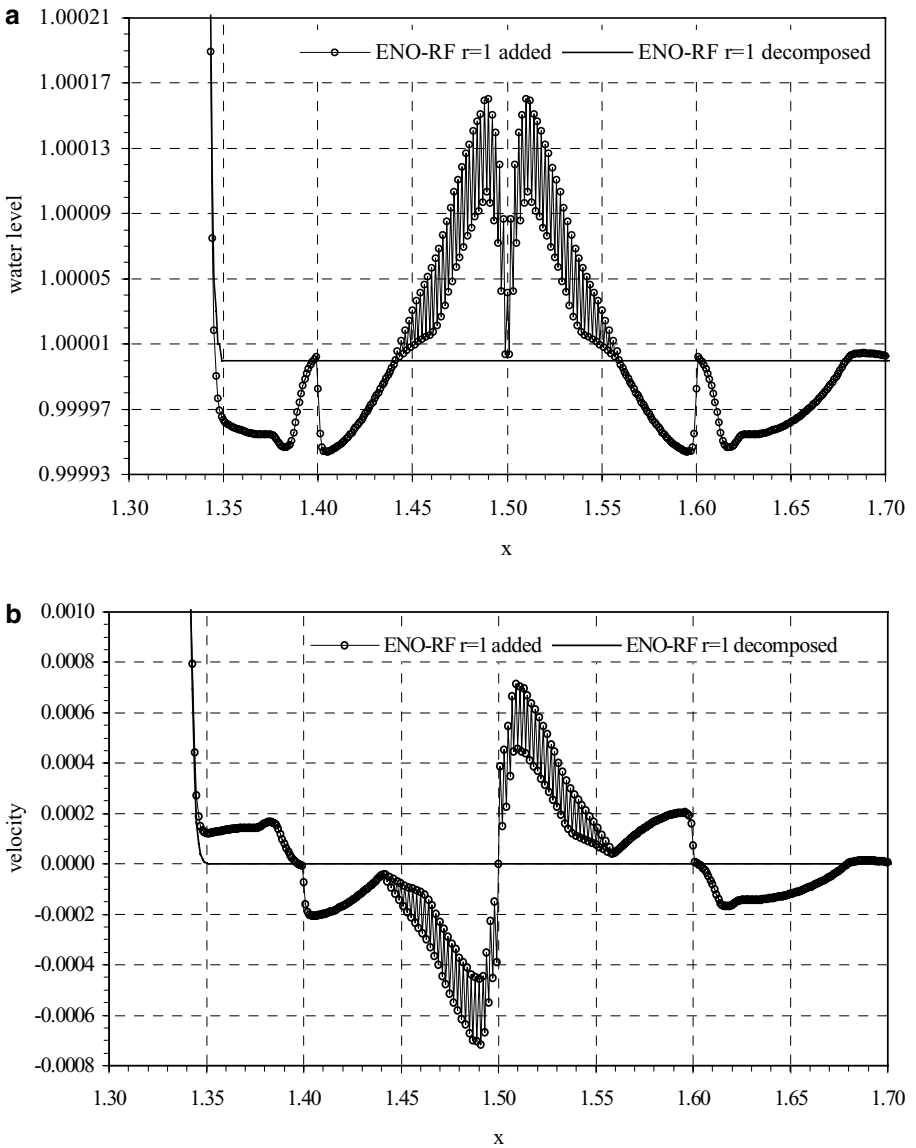 a
1.00021
ENO-RF r=1 added
ENO-RF r=1 decomposed
1.00017
1.00013
1.00009
1.00005
1.00001
0.99997
0.99993
water level
1.30 1.35 1.40 1.45 1.50 1.55 1.60 1.65 1.70
x
b
0.0010
ENO-RF r=1 added
ENO-RF r=1 decomposed
0.0008
0.0006
0.0004
0.0002
0.0000
-0.0002
-0.0004
-0.0006
-0.0008
velocity
1.30 1.35 1.40 1.45 1.50 1.55 1.60 1.65 1.70
x